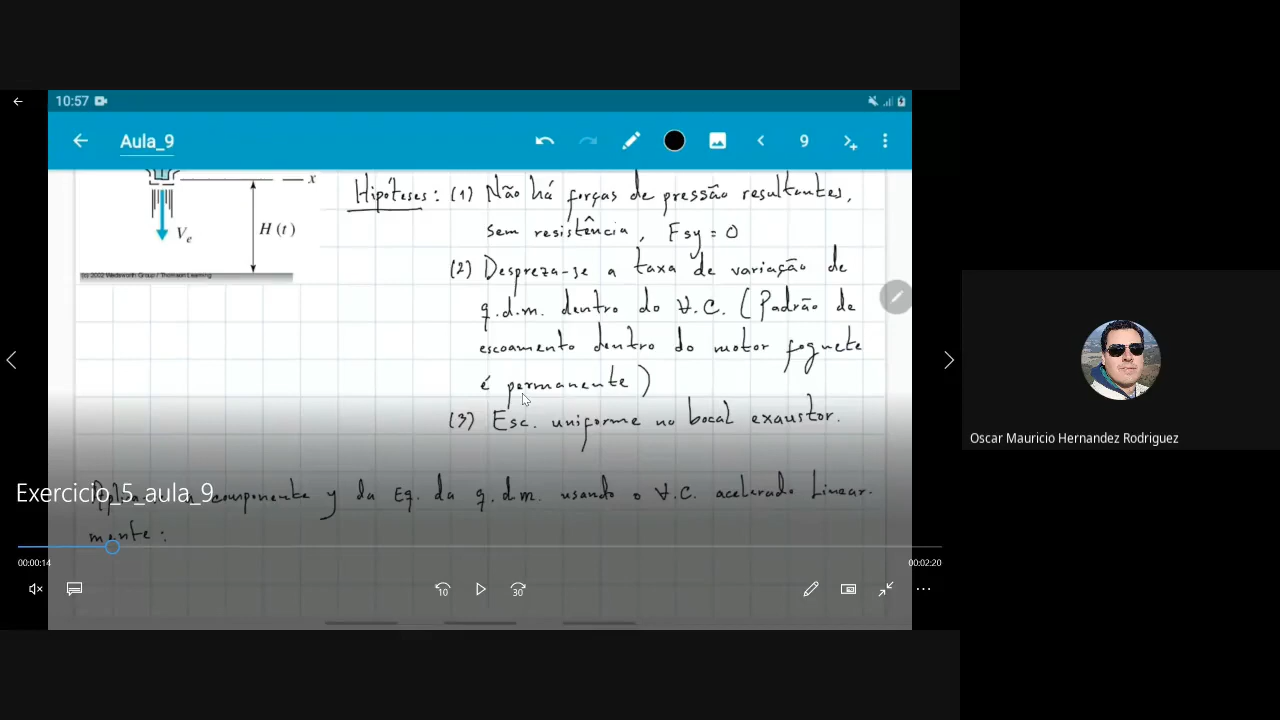 10:57
Aula_9
9
x
Hipóteses: (1) Não há forças de pressão resultantes,
sem resistência, Fsy = 0
Ve
H(t)
(c) 2002 Wadsworth Group / Thomson Learning
(2) Despreza-se a taxa de variação de
q.d.m. dentro do V.C. (Padrão de
escoamento dentro do motor foguete
é permanente)
(3) Esc. uniforme no bocal exaustor.
Oscar Mauricio Hernandez Rodriguez
Exercicio_5_aula_9
componente y da Eq. da q.d.m. usando o V.C. acelerado Linear-
mente:
00:00:14
00:02:20
10
30